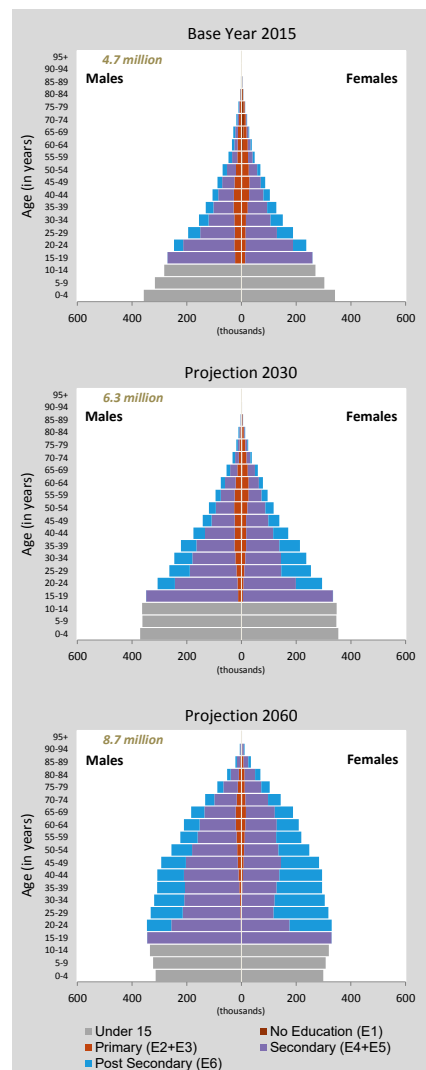 Base Year 2015
4.7 million
Males
Females
Age (in years)
95+
90-94
85-89
80-84
75-79
70-74
65-69
60-64
55-59
50-54
45-49
40-44
35-39
30-34
25-29
20-24
15-19
10-14
5-9
0-4
600 400 200 0 200 400 600
(thousands)
Projection 2030
6.3 million
Males
Females
Age (in years)
95+
90-94
85-89
80-84
75-79
70-74
65-69
60-64
55-59
50-54
45-49
40-44
35-39
30-34
25-29
20-24
15-19
10-14
5-9
0-4
600 400 200 0 200 400 600
(thousands)
Projection 2060
8.7 million
Males
Females
Age (in years)
95+
90-94
85-89
80-84
75-79
70-74
65-69
60-64
55-59
50-54
45-49
40-44
35-39
30-34
25-29
20-24
15-19
10-14
5-9
0-4
600 400 200 0 200 400 600
(thousands)
Under 15
No Education (E1)
Primary (E2+E3)
Secondary (E4+E5)
Post Secondary (E6)